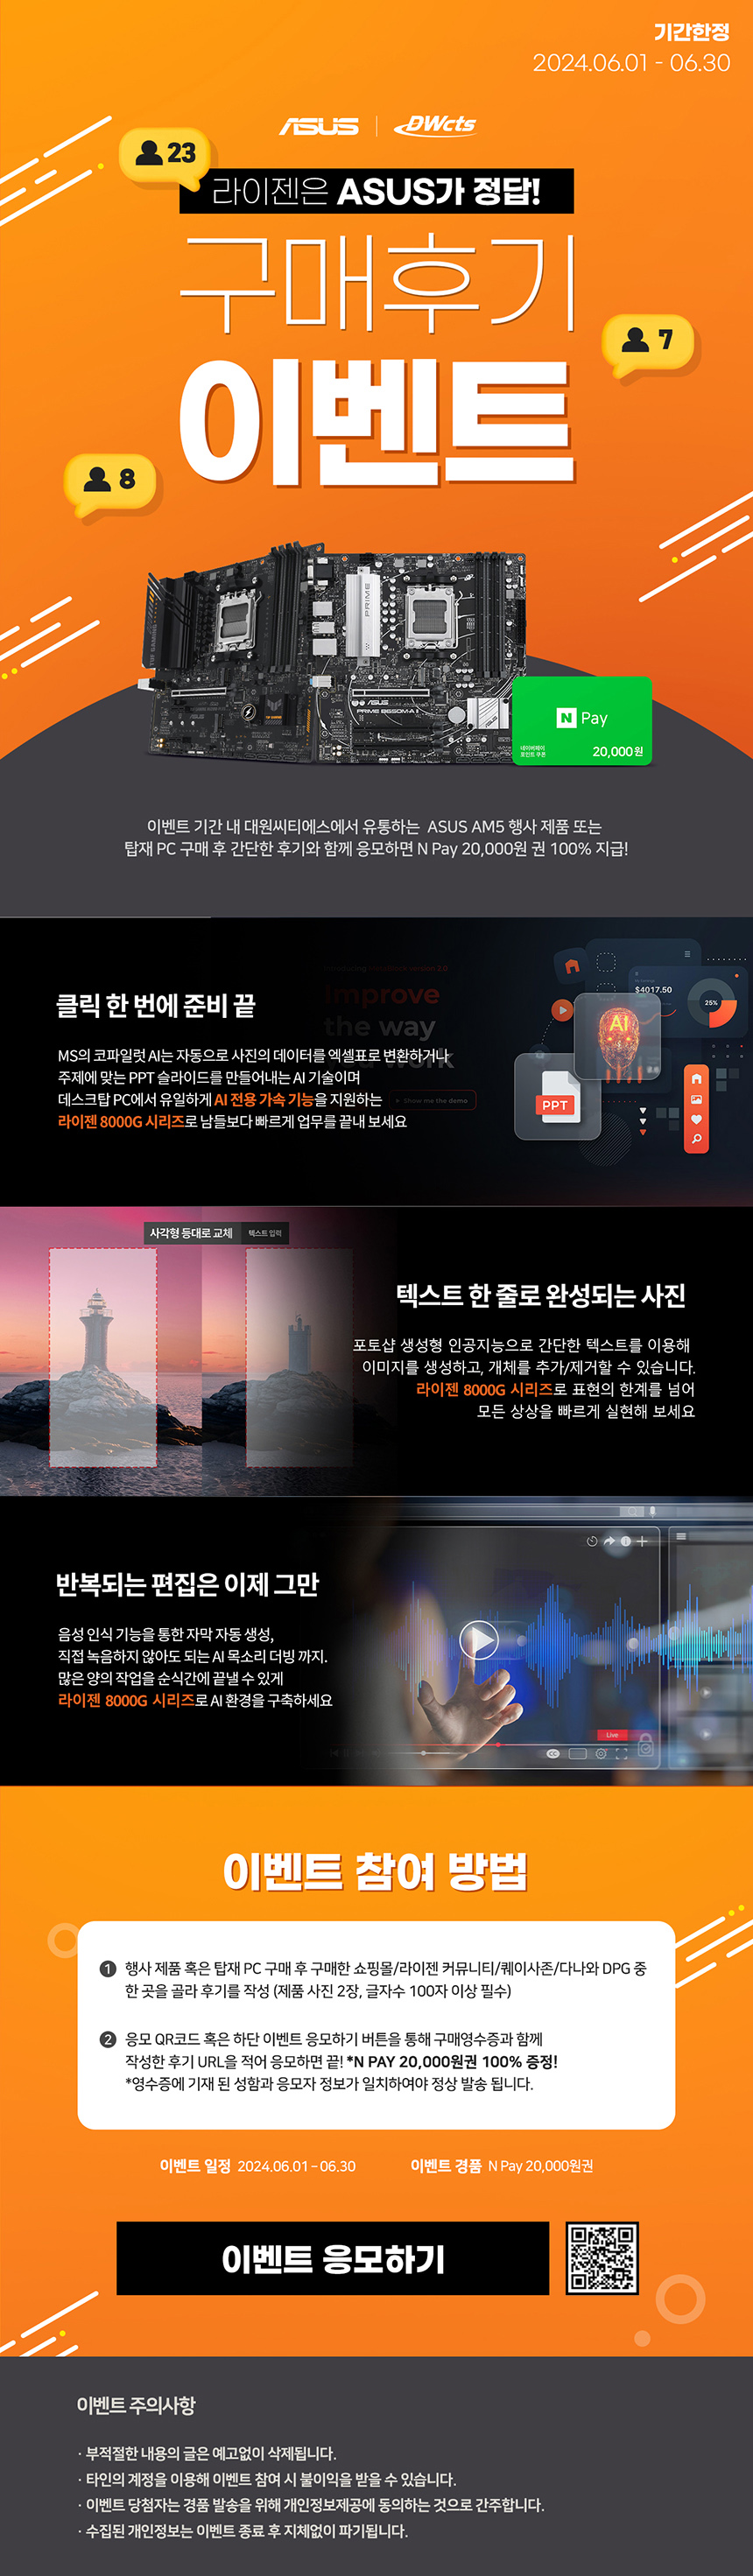 기간한정
2024.06.01 - 06.30
ASUS | DWcts
23
라이젠은 ASUS가 정답!
구매후기
7
이벤트
8
PRIME
ASUS
PRIME B650M-A II
N Pay
네이버페이
포인트 쿠폰
20,000원
이벤트 기간 내 대원씨티에스에서 유통하는 ASUS AM5 행사 제품 또는
탑재 PC 구매 후 간단한 후기와 함께 응모하면 N Pay 20,000원 권 100% 지급!
클릭 한 번에 준비 끝
Improve
the way
work
Show me the demo
$4017.50
25%
AI
PPT
MS의 코파일럿 AI는 자동으로 사진의 데이터를 엑셀표로 변환하거나
주제에 맞는 PPT 슬라이드를 만들어내는 AI 기술이며
데스크탑 PC에서 유일하게 AI 전용 가속 기능을 지원하는
라이젠 8000G 시리즈로 남들보다 빠르게 업무를 끝내 보세요
사각형 등대로 교체 텍스트 입력
텍스트 한 줄로 완성되는 사진
포토샵 생성형 인공지능으로 간단한 텍스트를 이용해
이미지를 생성하고, 개체를 추가/제거할 수 있습니다.
라이젠 8000G 시리즈로 표현의 한계를 넘어
모든 상상을 빠르게 실현해 보세요
반복되는 편집은 이제 그만
음성 인식 기능을 통한 자막 자동 생성,
직접 녹음하지 않아도 되는 AI 목소리 더빙 까지.
많은 양의 작업을 순식간에 끝낼 수 있게
라이젠 8000G 시리즈로 AI 환경을 구축하세요
Live
CC
이벤트 참여 방법
1 행사 제품 혹은 탑재 PC 구매 후 구매한 쇼핑몰/라이젠 커뮤니티/퀘이사존/다나와 DPG 중
한 곳을 골라 후기를 작성 (제품 사진 2장, 글자수 100자 이상 필수)
2 응모 QR코드 혹은 하단 이벤트 응모하기 버튼을 통해 구매영수증과 함께
작성한 후기 URL을 적어 응모하면 끝! *N PAY 20,000원권 100% 증정!
*영수증에 기재 된 성함과 응모자 정보가 일치하여야 정상 발송 됩니다.
이벤트 일정 2024.06.01 - 06.30 이벤트 경품 N Pay 20,000원권
이벤트 응모하기
이벤트 주의사항
· 부적절한 내용의 글은 예고없이 삭제됩니다.
· 타인의 계정을 이용해 이벤트 참여 시 불이익을 받을 수 있습니다.
· 이벤트 당첨자는 경품 발송을 위해 개인정보제공에 동의하는 것으로 간주합니다.
· 수집된 개인정보는 이벤트 종료 후 지체없이 파기됩니다.